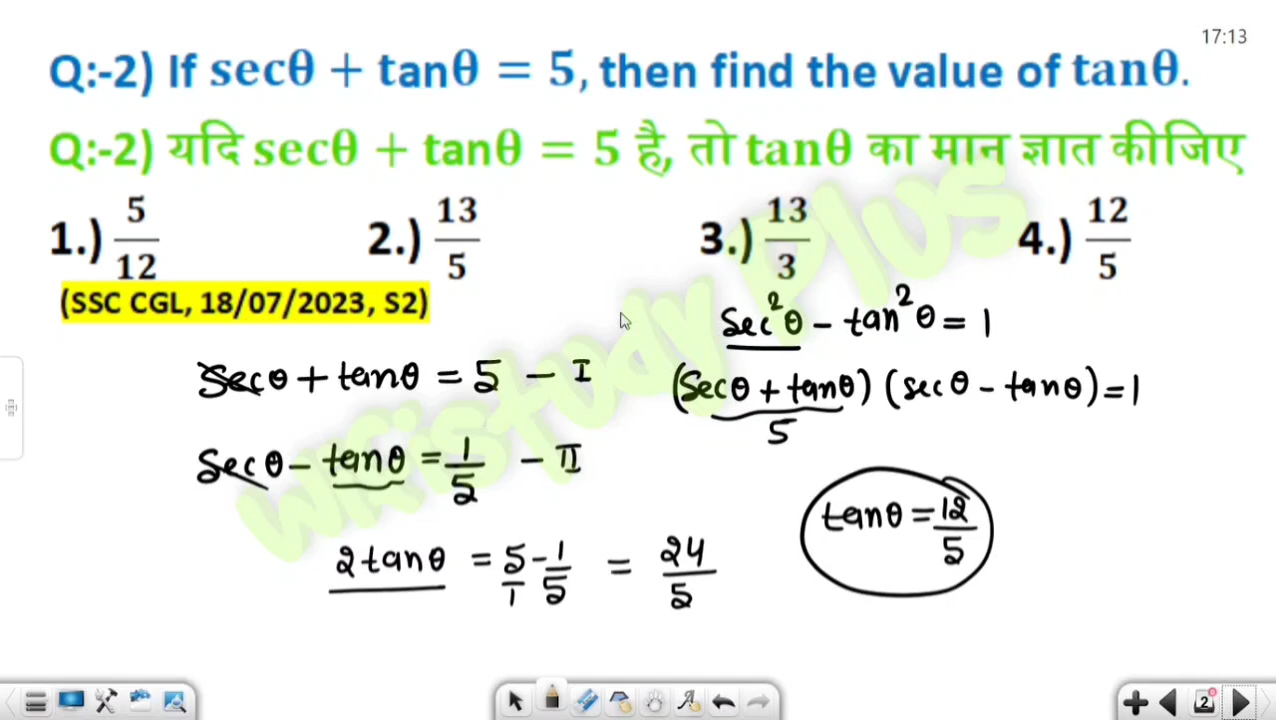 17:13
Q:-2) If secθ + tanθ = 5, then find the value of tanθ.
Q:-2) यदि secθ + tanθ = 5 है, तो tanθ का मान ज्ञात कीजिए
1.) 5/12 2.) 13/5 3.) 13/3 4.) 12/5
(SSC CGL, 18/07/2023, S2)
sec²θ - tan²θ = 1
secθ + tanθ = 5 - I
(secθ + tanθ) (secθ - tanθ) = 1
5
secθ - tanθ = 1/5 - II
tanθ = 12/5
2tanθ = 5/1 - 1/5 = 24/5
wifistudy Plus
2